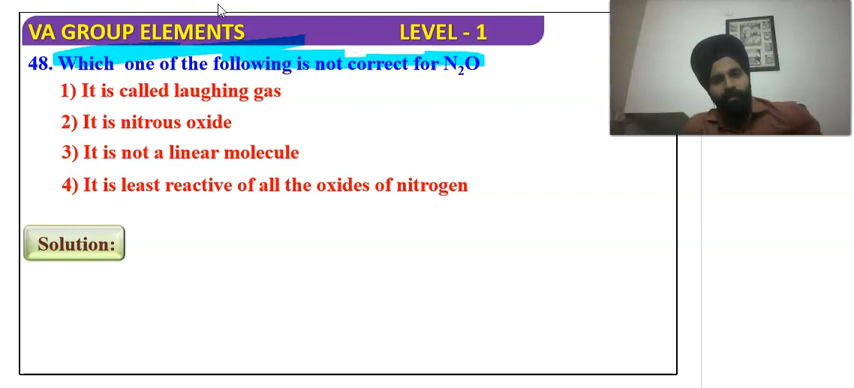 VA GROUP ELEMENTS LEVEL - 1
48. Which one of the following is not correct for N₂O
1) It is called laughing gas
2) It is nitrous oxide
3) It is not a linear molecule
4) It is least reactive of all the oxides of nitrogen
Solution: